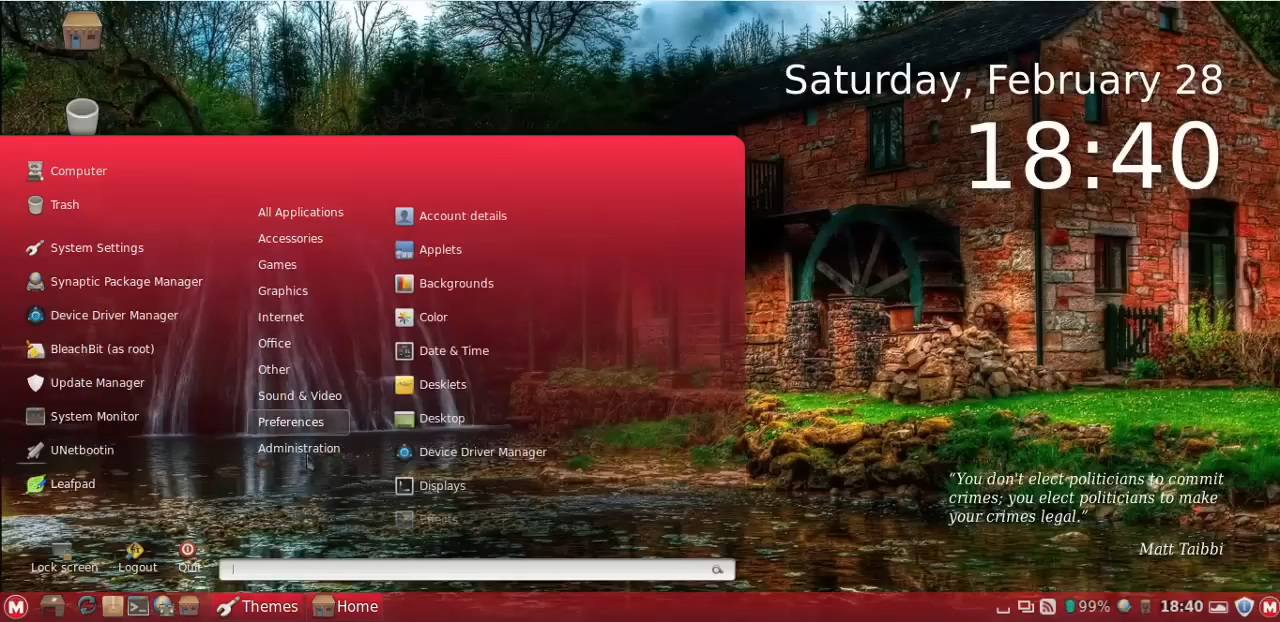 Saturday, February 28
18:40
Computer
Trash
System Settings
Synaptic Package Manager
Device Driver Manager
BleachBit (as root)
Update Manager
System Monitor
UNetbootin
Leafpad
All Applications
Accessories
Games
Graphics
Internet
Office
Other
Sound & Video
Preferences
Administration
Account details
Applets
Backgrounds
Color
Date & Time
Desklets
Desktop
Device Driver Manager
Displays
Lock screen
Logout
Quit
“You don't elect politicians to commit
crimes; you elect politicians to make
your crimes legal.”
Matt Taibbi
M
Themes
Home
99%
18:40
M